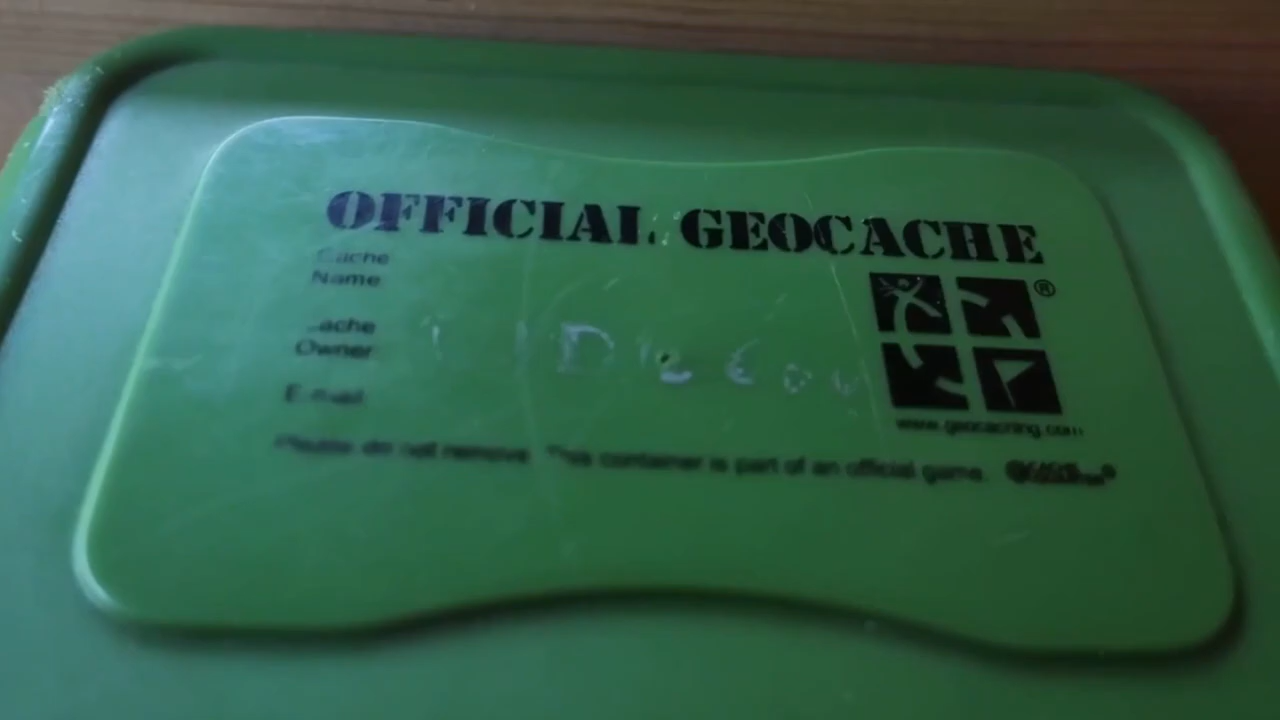 OFFICIAL GEOCACHE
Cache
Name
®
Cache
Owner
E-mail
www.geocaching.com
Please do not remove. This container is part of an official game.